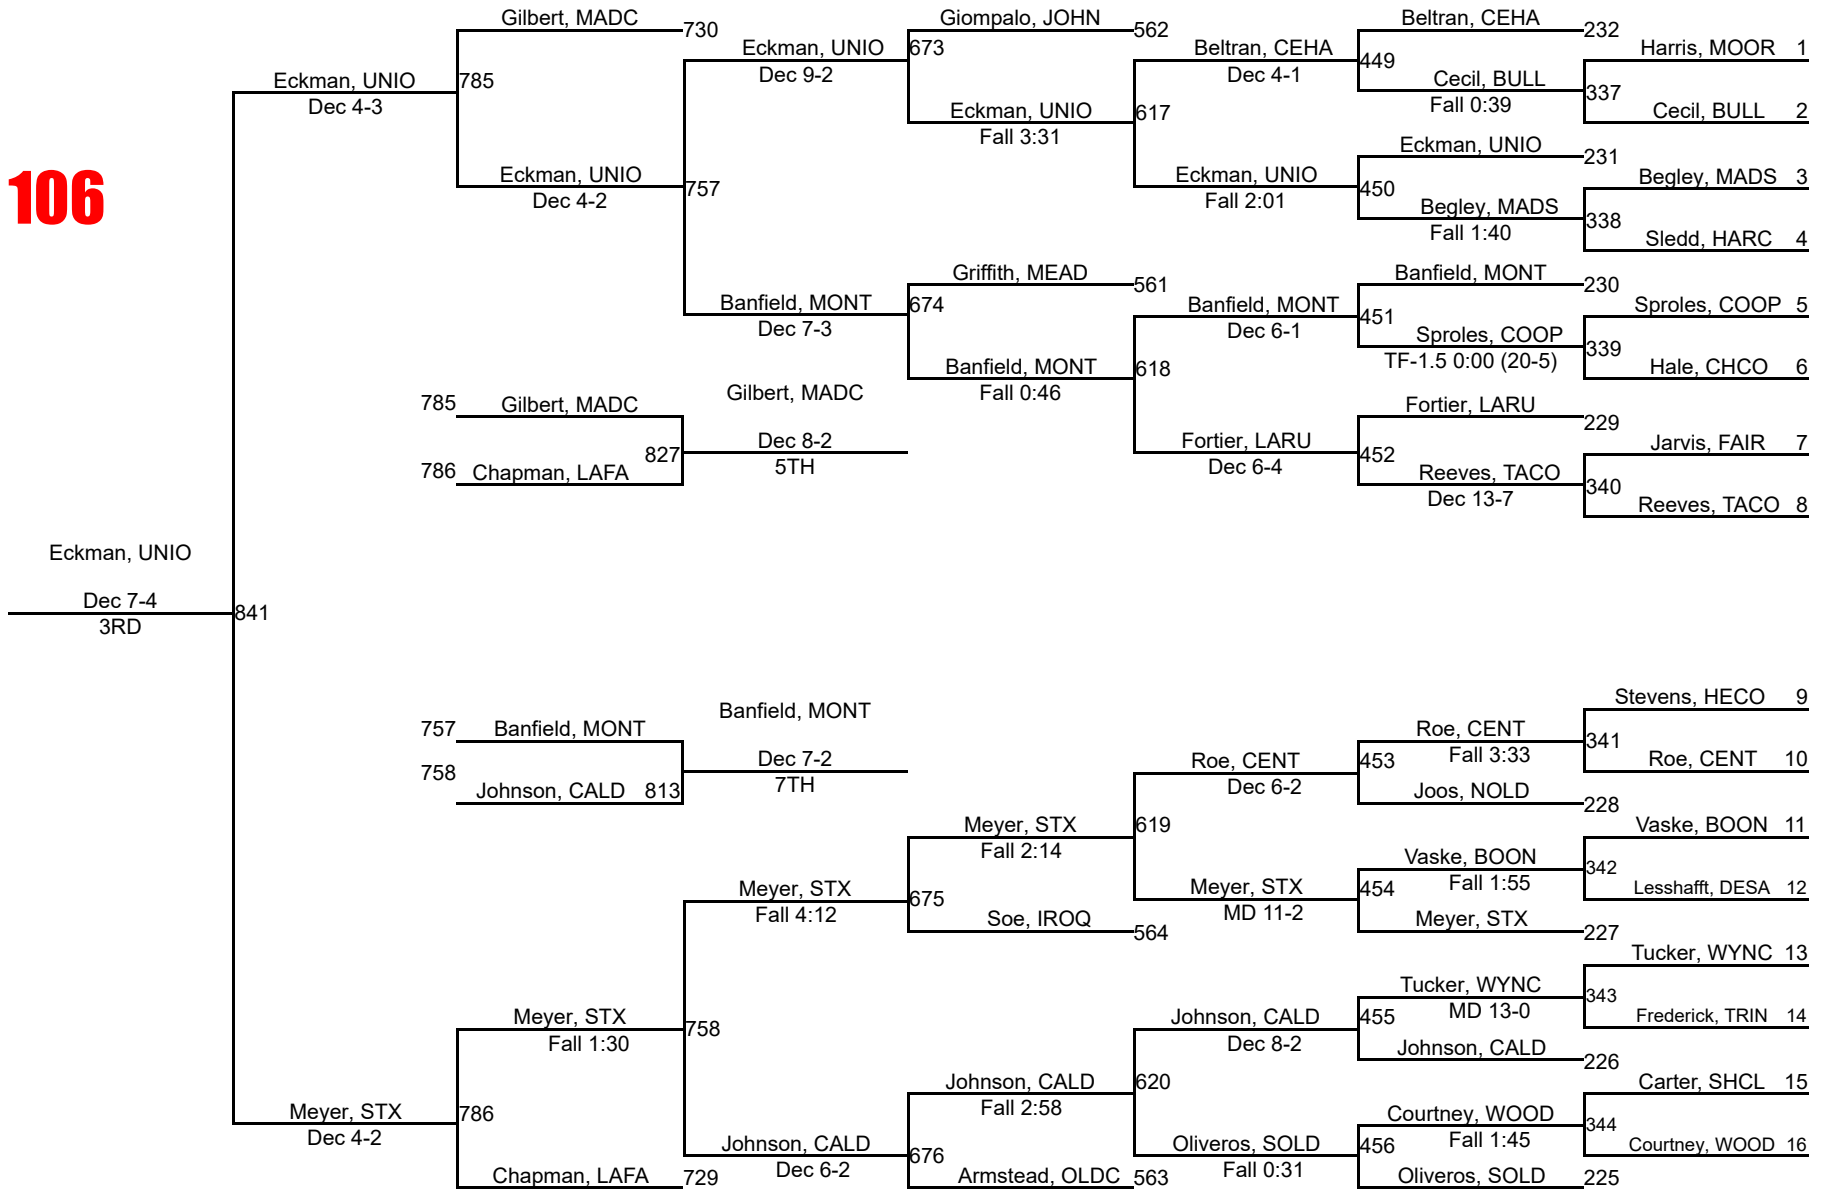 Gilbert, MADC
730
Giompalo, JOHN
562
Beltran, CEHA
232
Eckman, UNIO
Dec 9-2
673
Beltran, CEHA
Dec 4-1
449
Harris, MOOR 1
Eckman, UNIO
Dec 4-3
785
Cecil, BULL
Fall 0:39
337
Eckman, UNIO
Fall 3:31
617
Cecil, BULL 2
Eckman, UNIO
231
106
Eckman, UNIO
Dec 4-2
757
Eckman, UNIO
Fall 2:01
450
Begley, MADS 3
Begley, MADS
Fall 1:40
338
Sledd, HARC 4
Griffith, MEAD
561
Banfield, MONT
230
Banfield, MONT
Dec 7-3
674
Banfield, MONT
Dec 6-1
451
Sproles, COOP 5
Sproles, COOP
TF-1.5 0:00 (20-5)
339
Banfield, MONT
Fall 0:46
618
Hale, CHCO 6
785
Gilbert, MADC
Gilbert, MADC
Fortier, LARU
229
827
Dec 8-2
5TH
Fortier, LARU
Dec 6-4
452
Jarvis, FAIR 7
786
Chapman, LAFA
Reeves, TACO
Dec 13-7
340
Reeves, TACO 8
Eckman, UNIO
Dec 7-4
3RD
841
Stevens, HECO 9
757
Banfield, MONT
Banfield, MONT
Roe, CENT
Fall 3:33
341
758
Johnson, CALD 813
Dec 7-2
7TH
Roe, CENT
Dec 6-2
453
Roe, CENT 10
Joos, NOLD
228
Meyer, STX
Fall 2:14
619
Vaske, BOON 11
Vaske, BOON
Fall 1:55
342
Meyer, STX
Fall 4:12
675
Meyer, STX
MD 11-2
454
Lesshafft, DESA 12
Soe, IROQ
564
Meyer, STX
227
Tucker, WYNC 13
Tucker, WYNC
MD 13-0
343
Meyer, STX
Fall 1:30
758
Johnson, CALD
Dec 8-2
455
Frederick, TRIN 14
Johnson, CALD
226
Johnson, CALD
Fall 2:58
620
Carter, SHCL 15
Meyer, STX
Dec 4-2
786
Courtney, WOOD
Fall 1:45
344
Johnson, CALD
Dec 6-2
676
Oliveros, SOLD
Fall 0:31
456
Courtney, WOOD 16
Chapman, LAFA
729
Armstead, OLDC
563
Oliveros, SOLD
225